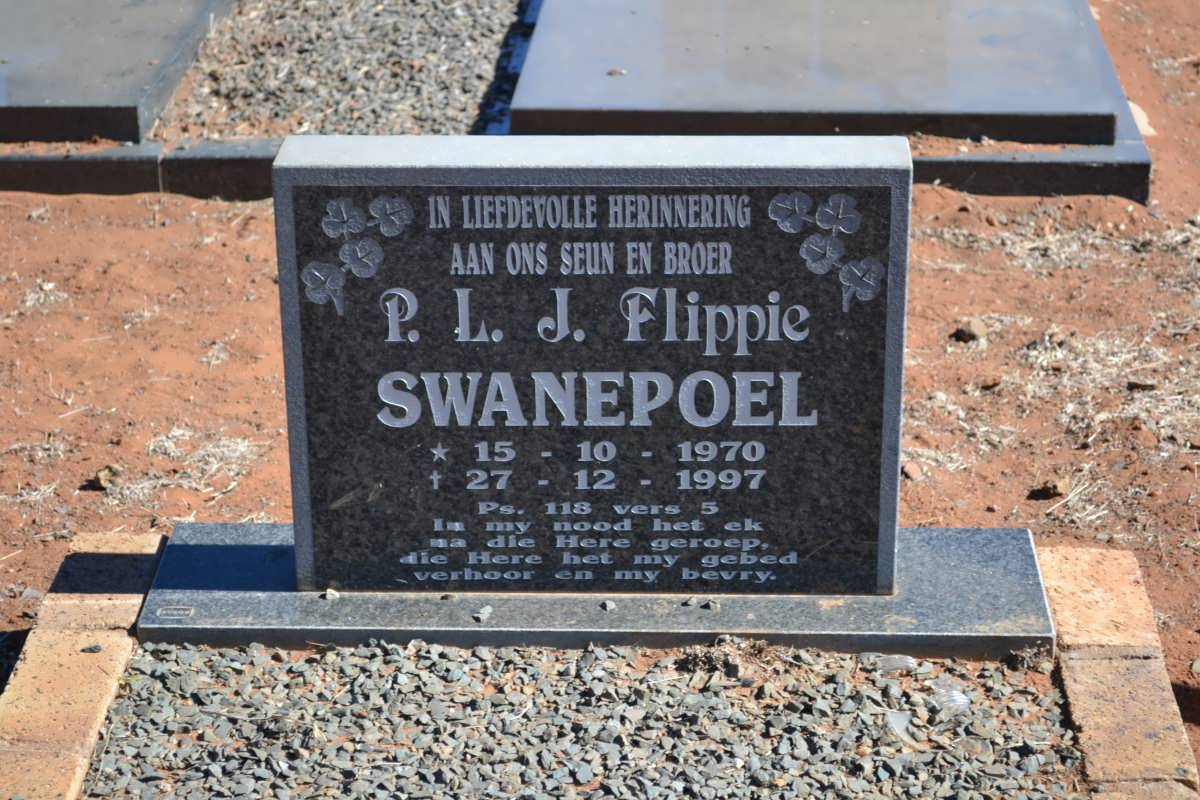 IN LIEFDEVOLLE HERINNERING
AAN ONS SEUN EN BROER
P. L. J. Flippie
SWANEPOEL
★ 15 - 10 - 1970
✝ 27 - 12 - 1997
Ps. 118 vers 5
In my nood het ek
na die Here geroep,
die Here het my gebed
verhoor en my bevry.